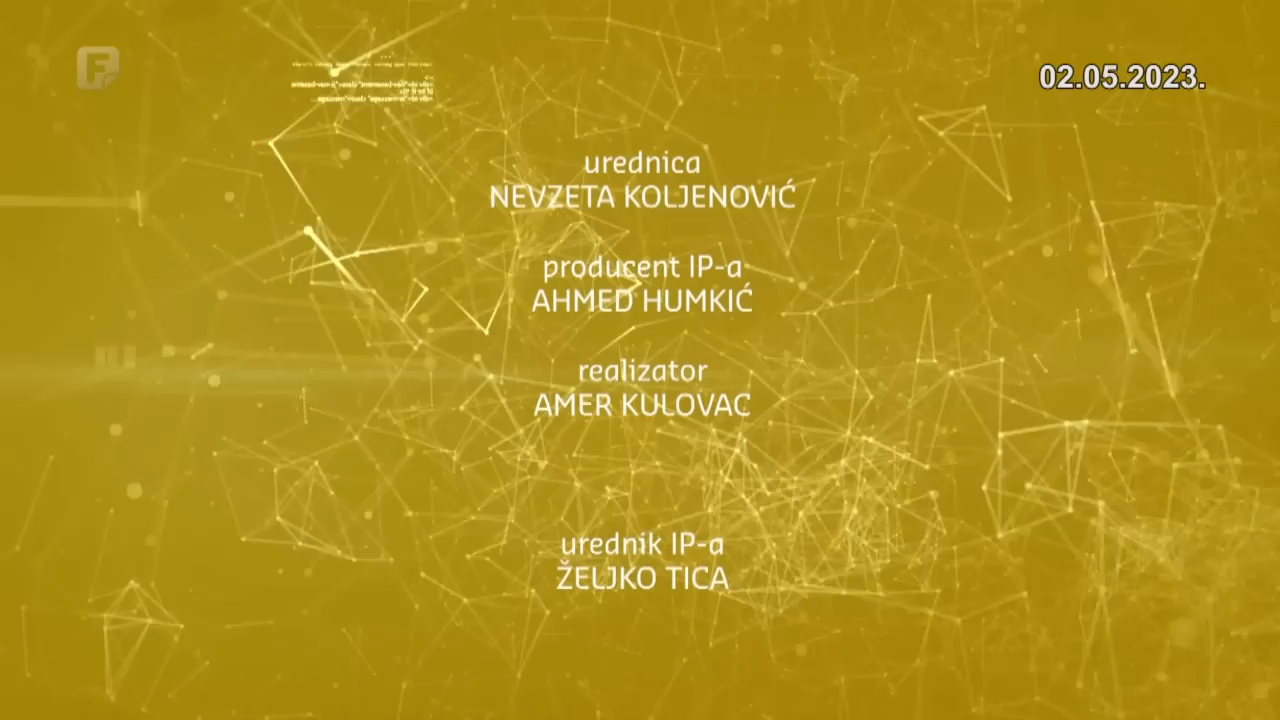 F
02.05.2023.
urednica
NEVZETA KOLJENOVIĆ
producent IP-a
AHMED HUMKIĆ
realizator
AMER KULOVAC
urednik IP-a
ŽELJKO TICA